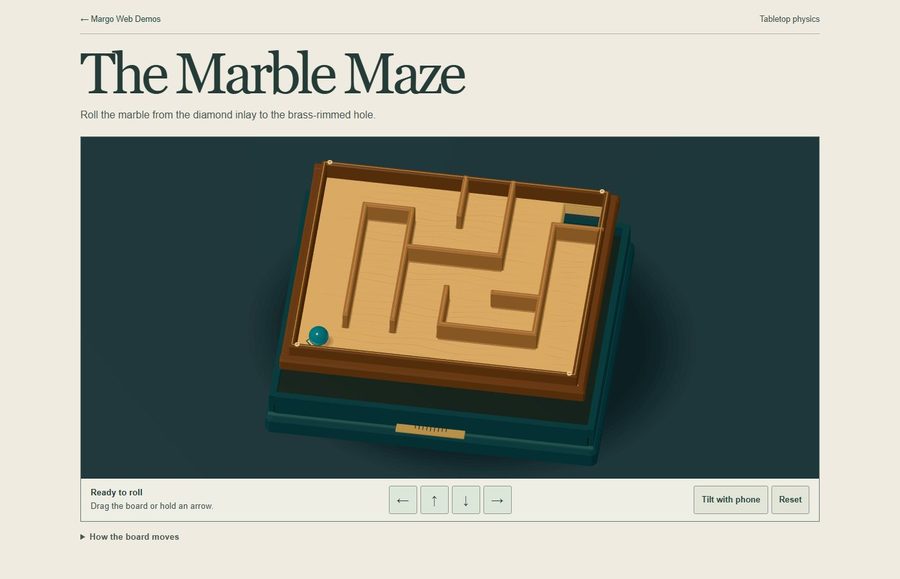 ← Margo Web Demos
Tabletop physics
The Marble Maze
Roll the marble from the diamond inlay to the brass-rimmed hole.
Ready to roll
Drag the board or hold an arrow.
← ↑ ↓ →
Tilt with phone
Reset
▶ How the board moves